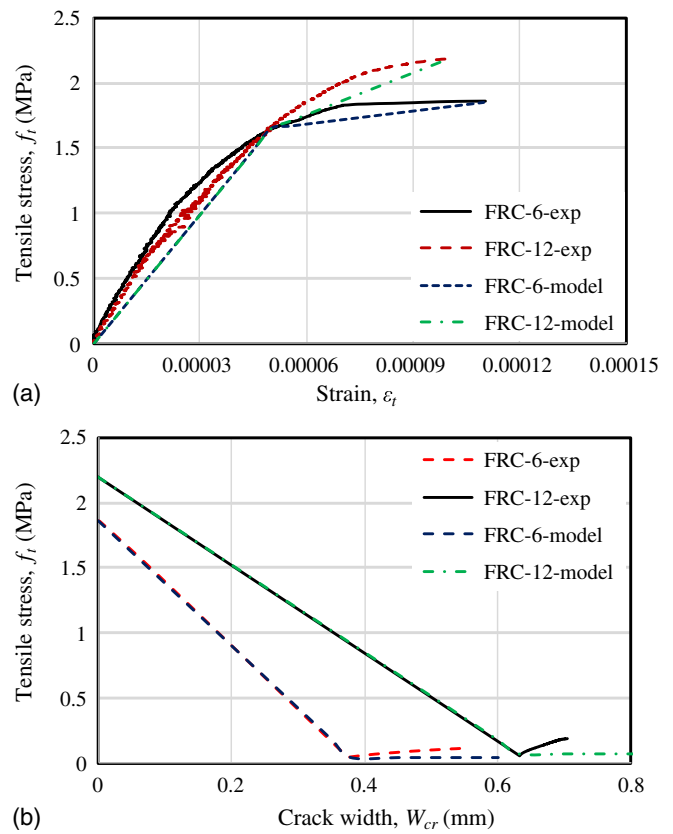 2.5
2
1.5
1
0.5
0
Tensile stress, ft (MPa)
FRC-6-exp
FRC-12-exp
FRC-6-model
FRC-12-model
0 0.00003 0.00006 0.00009 0.00012 0.00015
Strain, εt
(a)
2.5
2
1.5
1
0.5
0
Tensile stress, ft (MPa)
FRC-6-exp
FRC-12-exp
FRC-6-model
FRC-12-model
0 0.2 0.4 0.6 0.8
Crack width, Wcr (mm)
(b)